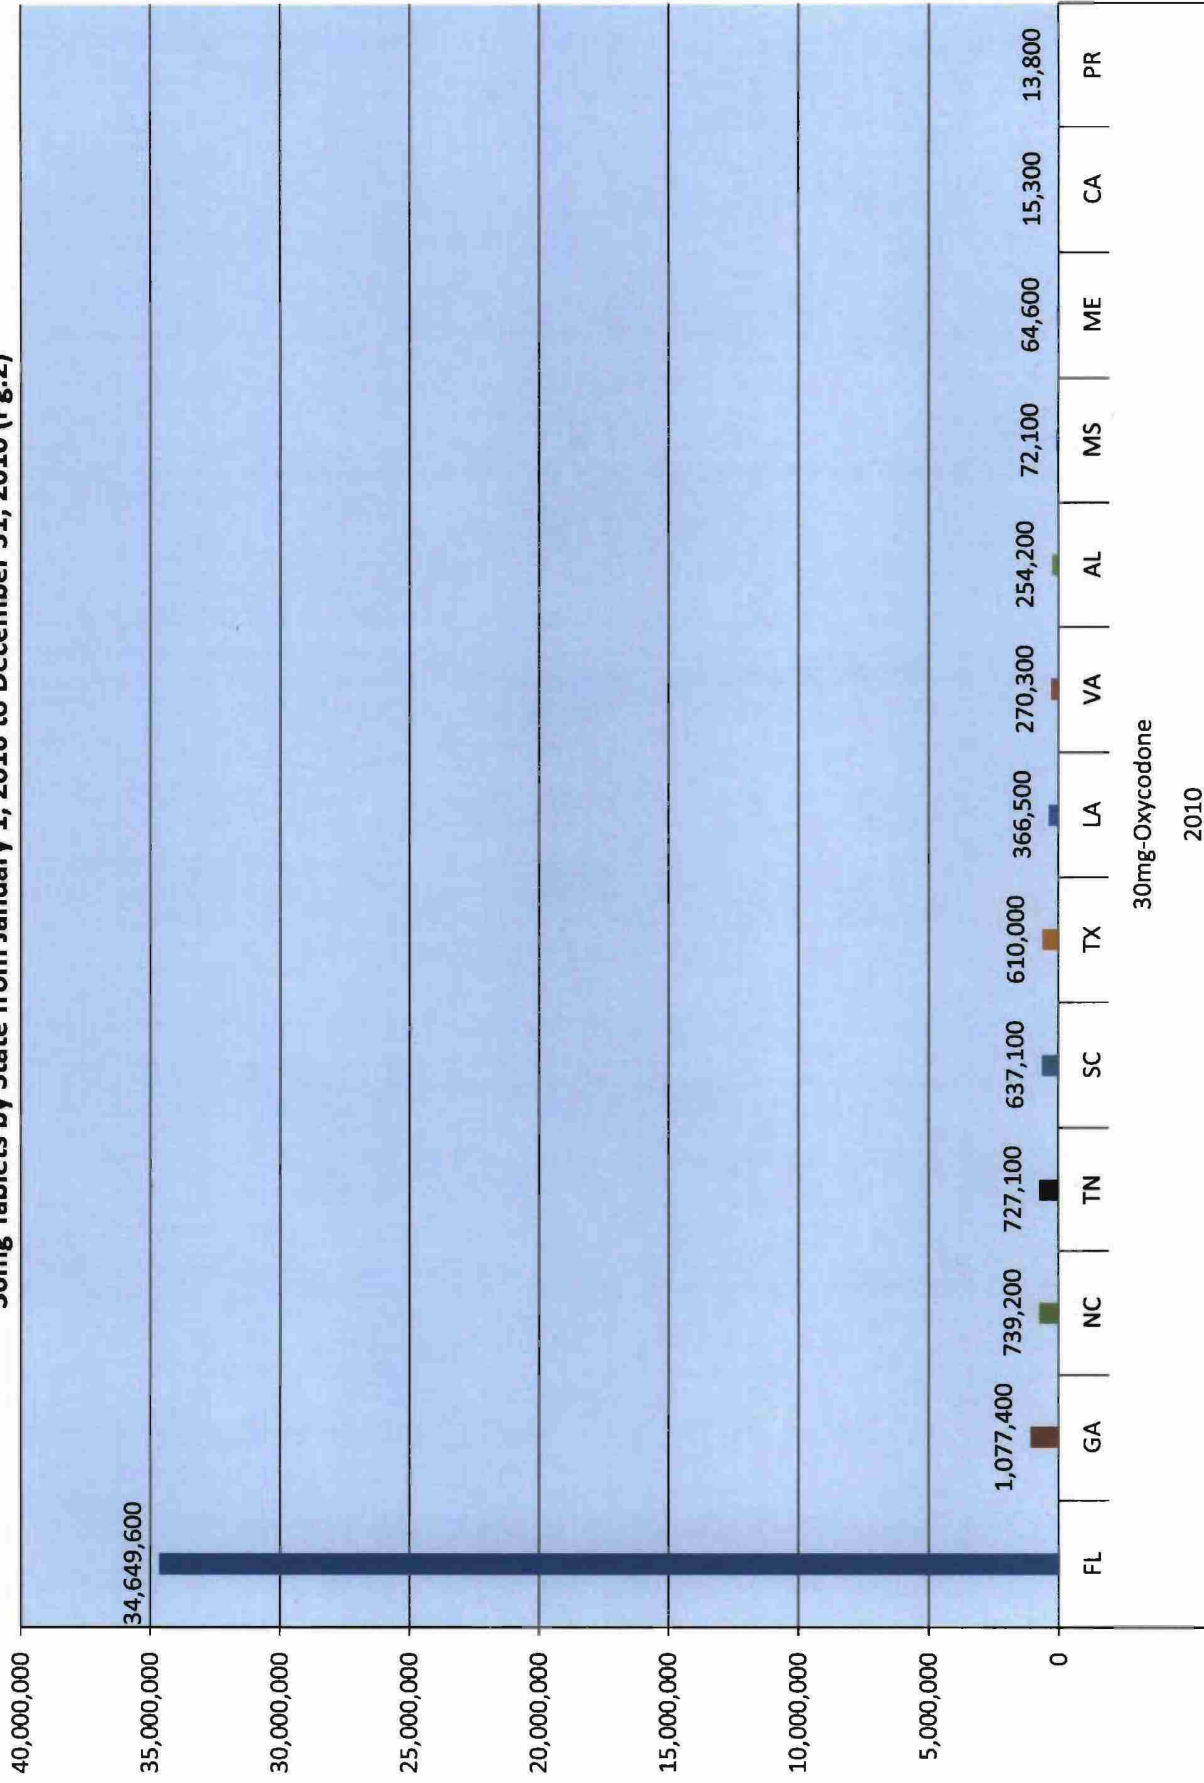 30mg Tablets by State from January 1, 2010 to December 31, 2010 (Pg.2)
40,000,000
35,000,000
30,000,000
25,000,000
20,000,000
15,000,000
10,000,000
5,000,000
0
34,649,600
1,077,400
739,200
727,100
637,100
610,000
366,500
270,300
254,200
72,100
64,600
15,300
13,800
FL
GA
NC
TN
SC
TX
LA
VA
AL
MS
ME
CA
PR
30mg-Oxycodone
2010